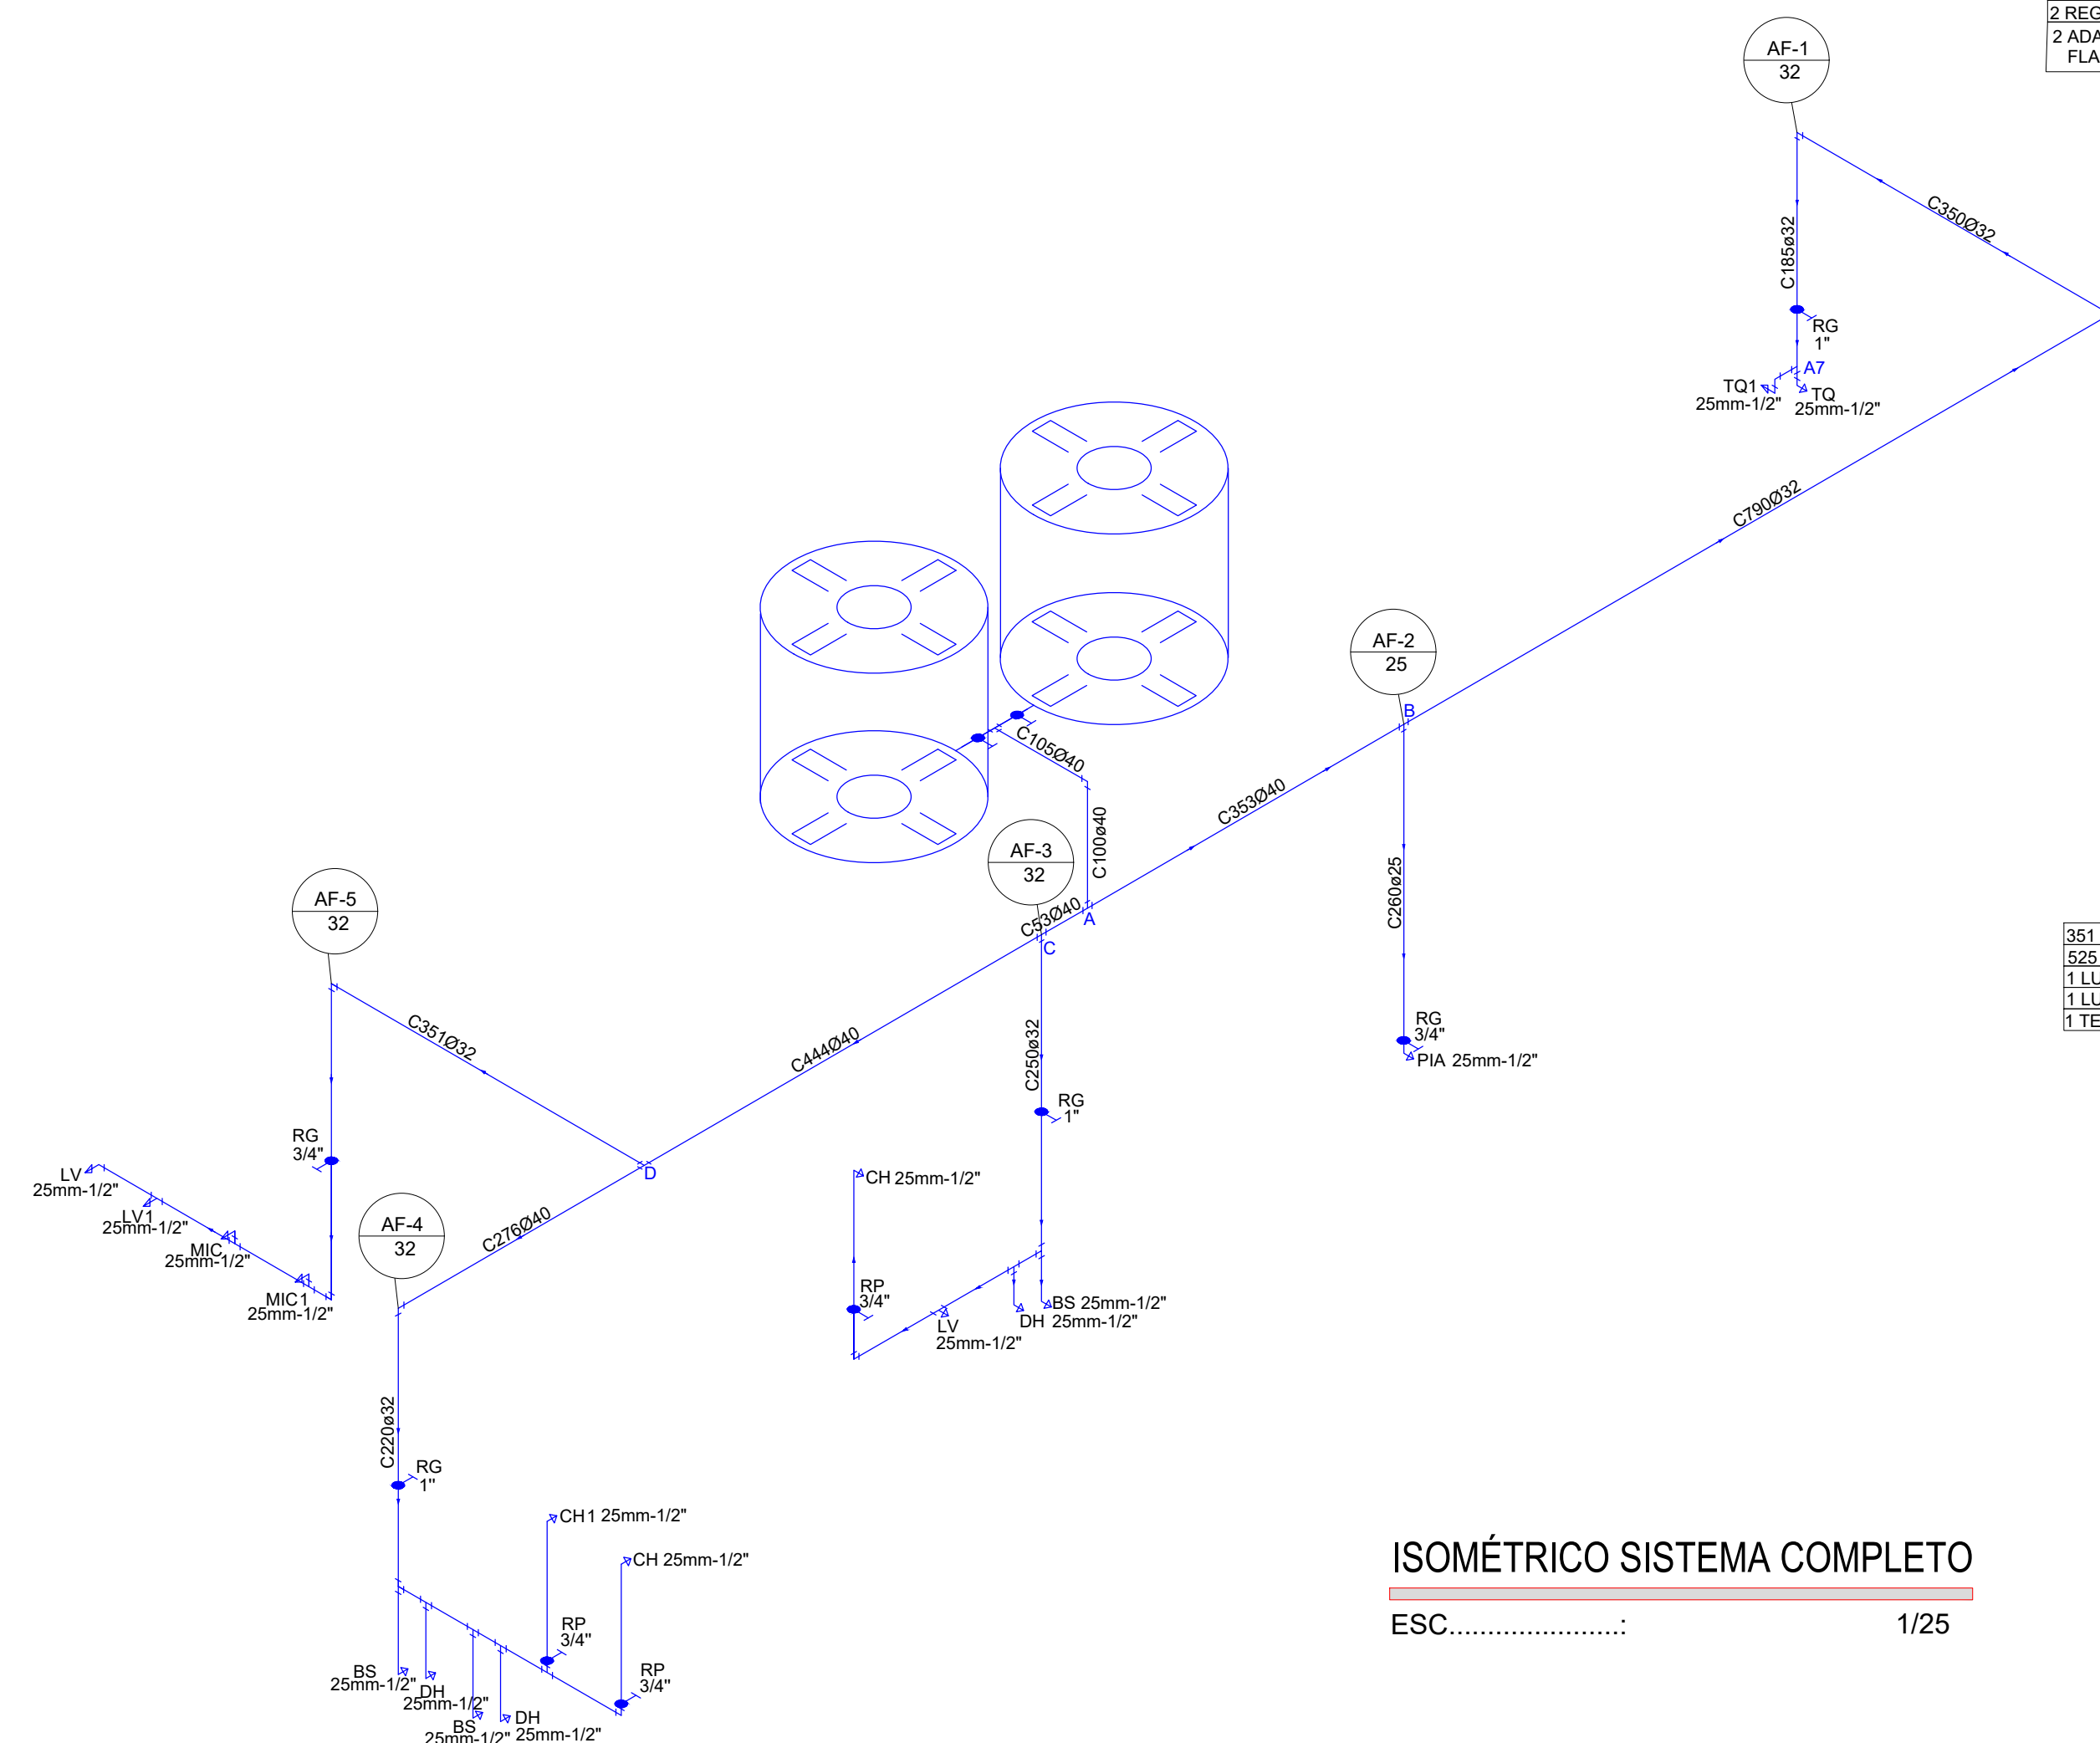 2 REG
2 ADA
FLA
AF-1
32
C350Ø32
C185ø32
RG
1"
A7
TQ1
25mm-1/2"
TQ
25mm-1/2"
C790Ø32
AF-2
25
B
C105Ø40
C353Ø40
C100ø40
AF-3
32
C53Ø40
A
C
C260ø25
AF-5
32
351
525
1 LU
1 LU
1 TE
C351Ø32
C444Ø40
C250ø32
RG
3/4"
PIA 25mm-1/2"
RG
1"
RG
3/4"
D
LV
25mm-1/2"
LV1
25mm-1/2"
MIC
25mm-1/2"
MIC1
25mm-1/2"
CH 25mm-1/2"
AF-4
32
C276Ø40
RP
3/4"
LV
25mm-1/2"
BS 25mm-1/2"
DH 25mm-1/2"
C220ø32
RG
1"
CH1 25mm-1/2"
CH 25mm-1/2"
RP
3/4"
RP
3/4"
BS
25mm-1/2"
DH
25mm-1/2"
BS
25mm-1/2"
DH
25mm-1/2"
ISOMÉTRICO SISTEMA COMPLETO
ESC......................: 1/25